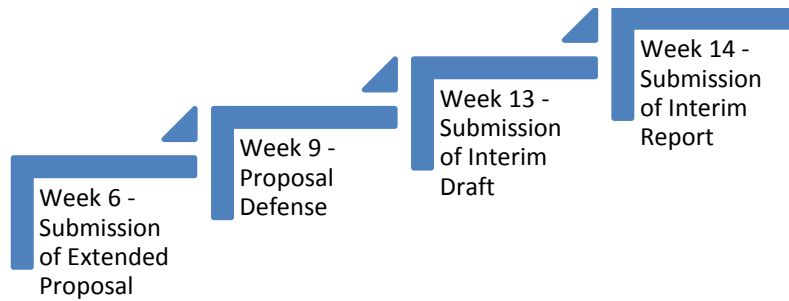 Week 6 -
Submission
of Extended
Proposal
Week 9 -
Proposal
Defense
Week 13 -
Submission
of Interim
Draft
Week 14 -
Submission
of Interim
Report